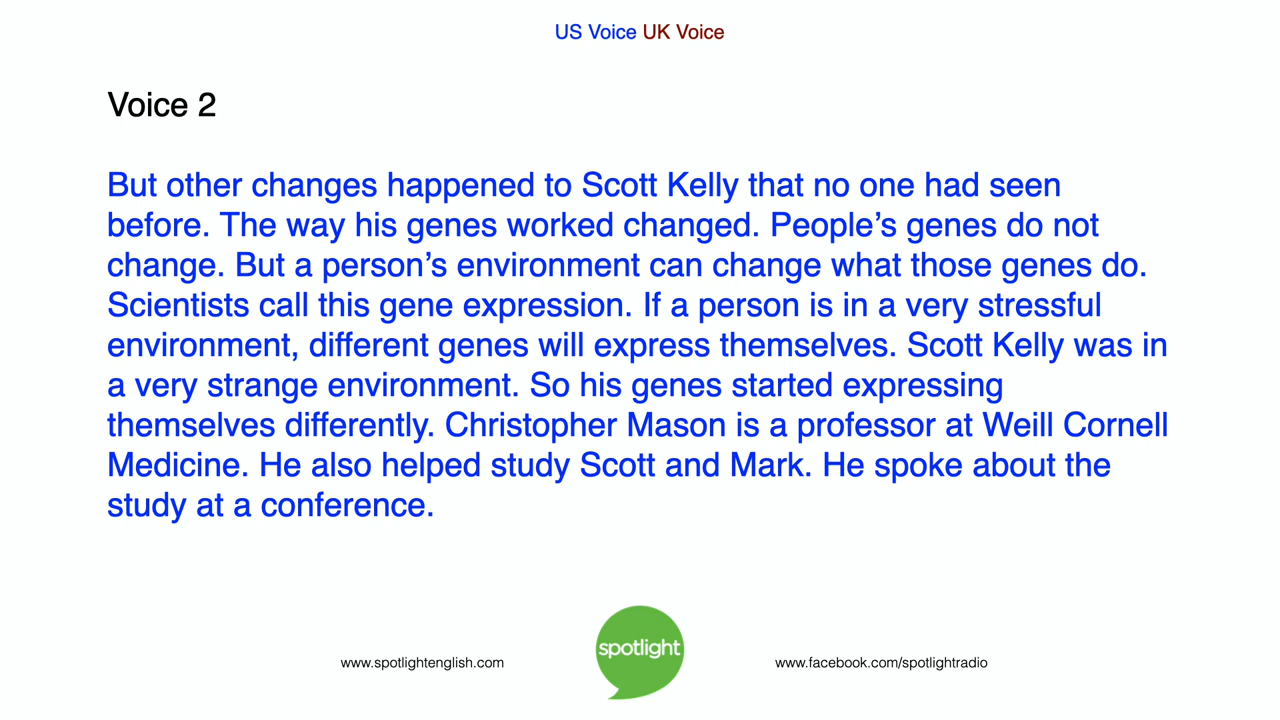 US Voice UK Voice
Voice 2
But other changes happened to Scott Kelly that no one had seen
before. The way his genes worked changed. People’s genes do not
change. But a person’s environment can change what those genes do.
Scientists call this gene expression. If a person is in a very stressful
environment, different genes will express themselves. Scott Kelly was in
a very strange environment. So his genes started expressing
themselves differently. Christopher Mason is a professor at Weill Cornell
Medicine. He also helped study Scott and Mark. He spoke about the
study at a conference.
spotlight
www.spotlightenglish.com
www.facebook.com/spotlightradio